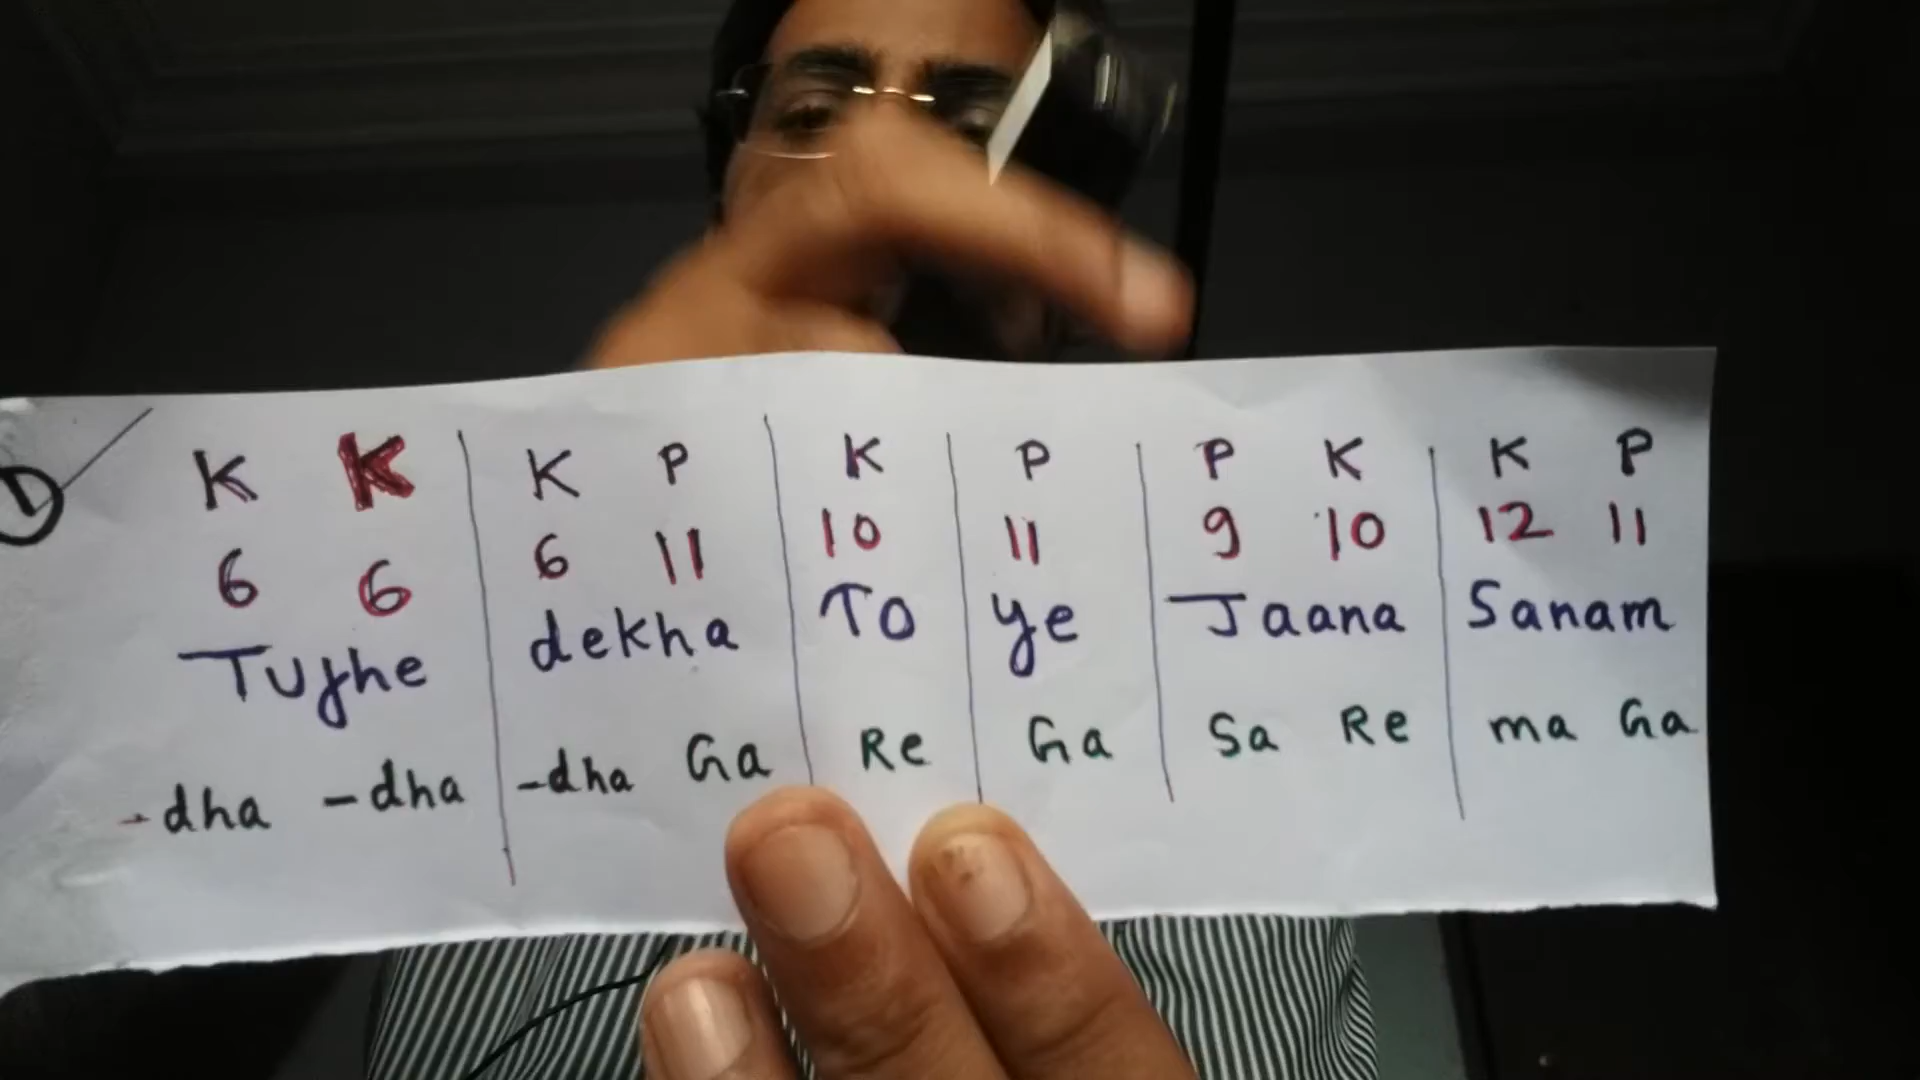 1
K K | K P | K | P | P K | K P
6 6 | 6 11 | 10 | 11 | 9 10 | 12 11
Tujhe | dekha | To | ye | Jaana | Sanam
-dha -dha | -dha Ga | Re | Ga | Sa Re | ma Ga